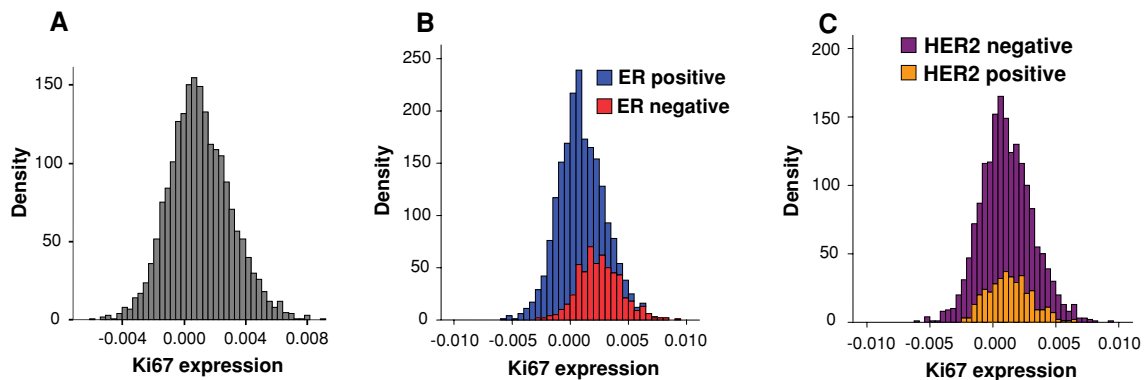 A
Density
150
100
50
0
-0.004
0.000
0.004
0.008
Ki67 expression
B
Density
250
200
150
100
50
0
ER positive
ER negative
-0.010
-0.005
0.000
0.005
0.010
Ki67 expression
C
Density
200
150
100
50
0
HER2 negative
HER2 positive
-0.010
-0.005
0.000
0.005
0.010
Ki67 expression